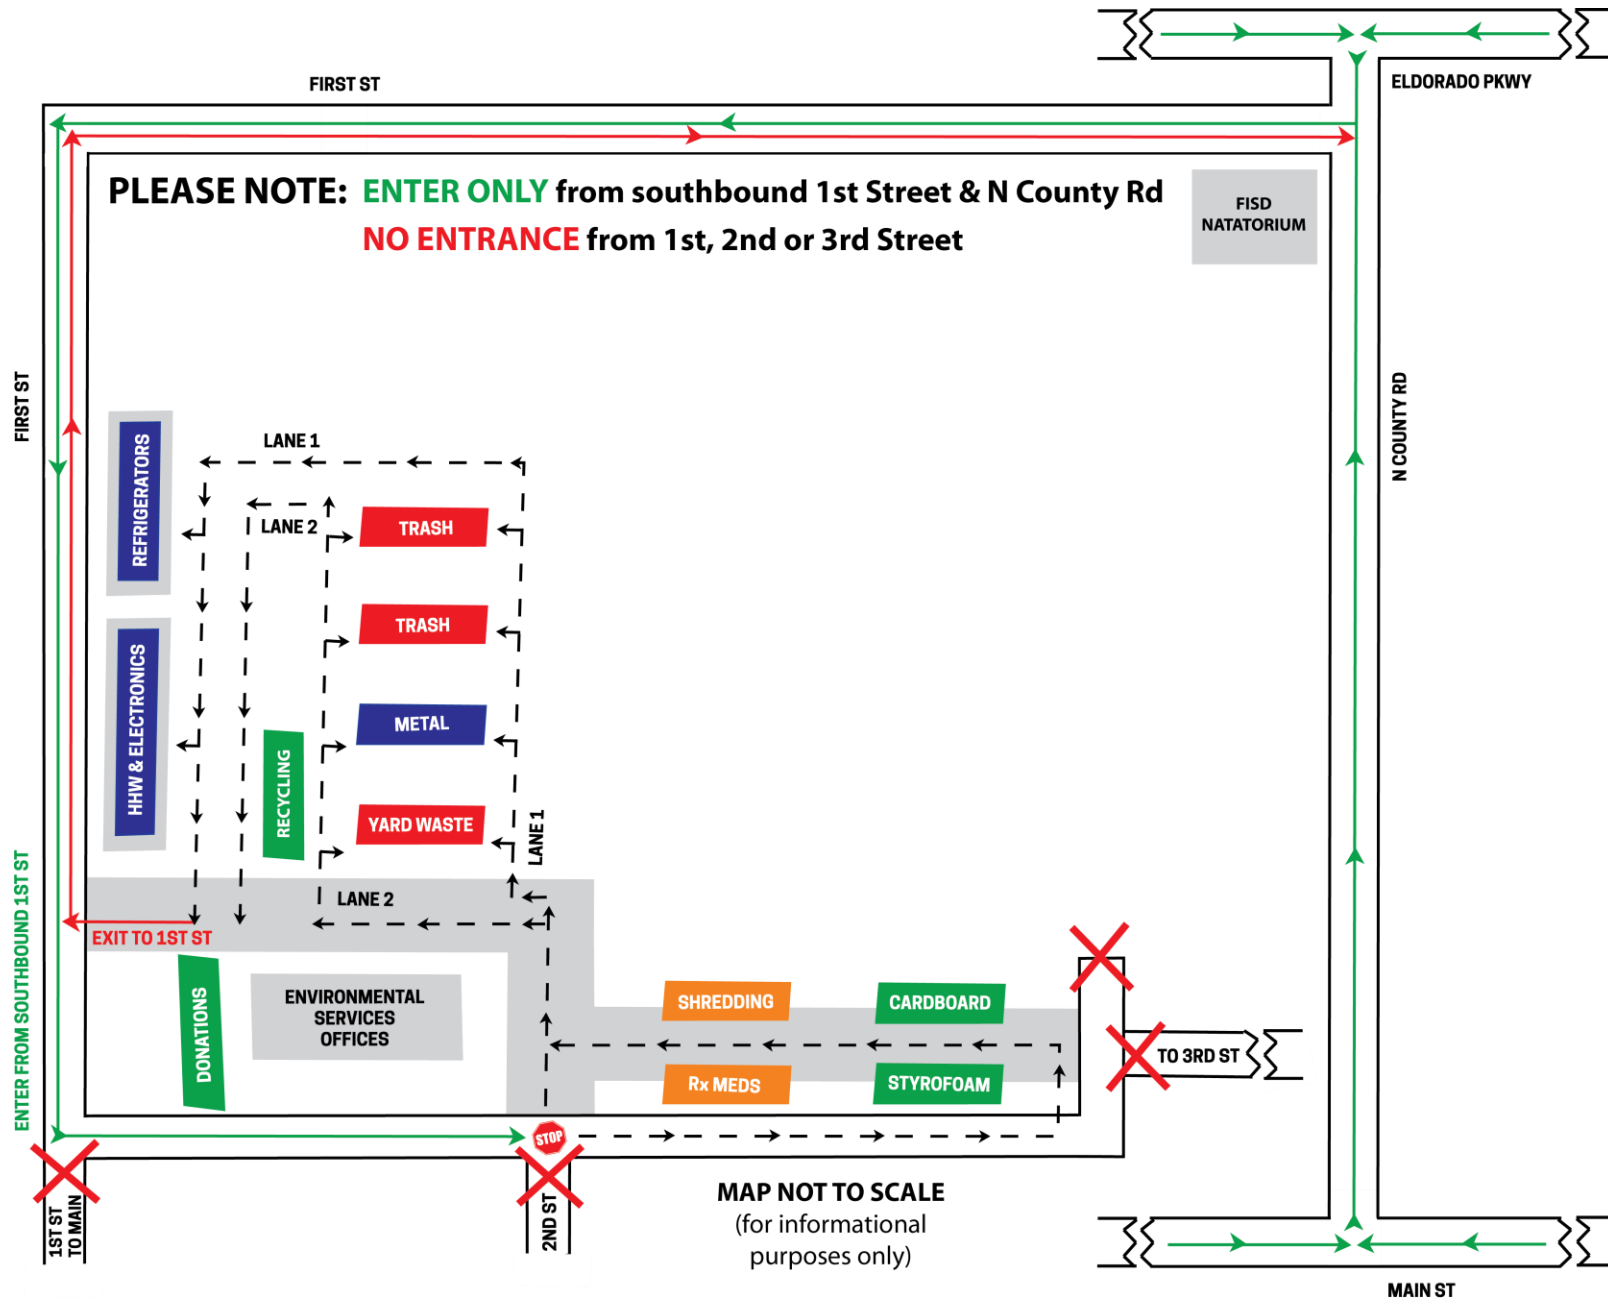 ELDORADO PKWY
FIRST ST
PLEASE NOTE: ENTER ONLY from southbound 1st Street & N County Rd
NO ENTRANCE from 1st, 2nd or 3rd Street
FISD
NATATORIUM
FIRST ST
N COUNTY RD
LANE 1
LANE 2
REFRIGERATORS
TRASH
TRASH
HHW & ELECTRONICS
METAL
RECYCLING
YARD WASTE
LANE 1
LANE 2
ENTER FROM SOUTHBOUND 1ST ST
EXIT TO 1ST ST
DONATIONS
ENVIRONMENTAL
SERVICES
OFFICES
SHREDDING
CARDBOARD
Rx MEDS
STYROFOAM
TO 3RD ST
STOP
1ST ST
TO MAIN
2ND ST
MAP NOT TO SCALE
(for informational
purposes only)
MAIN ST